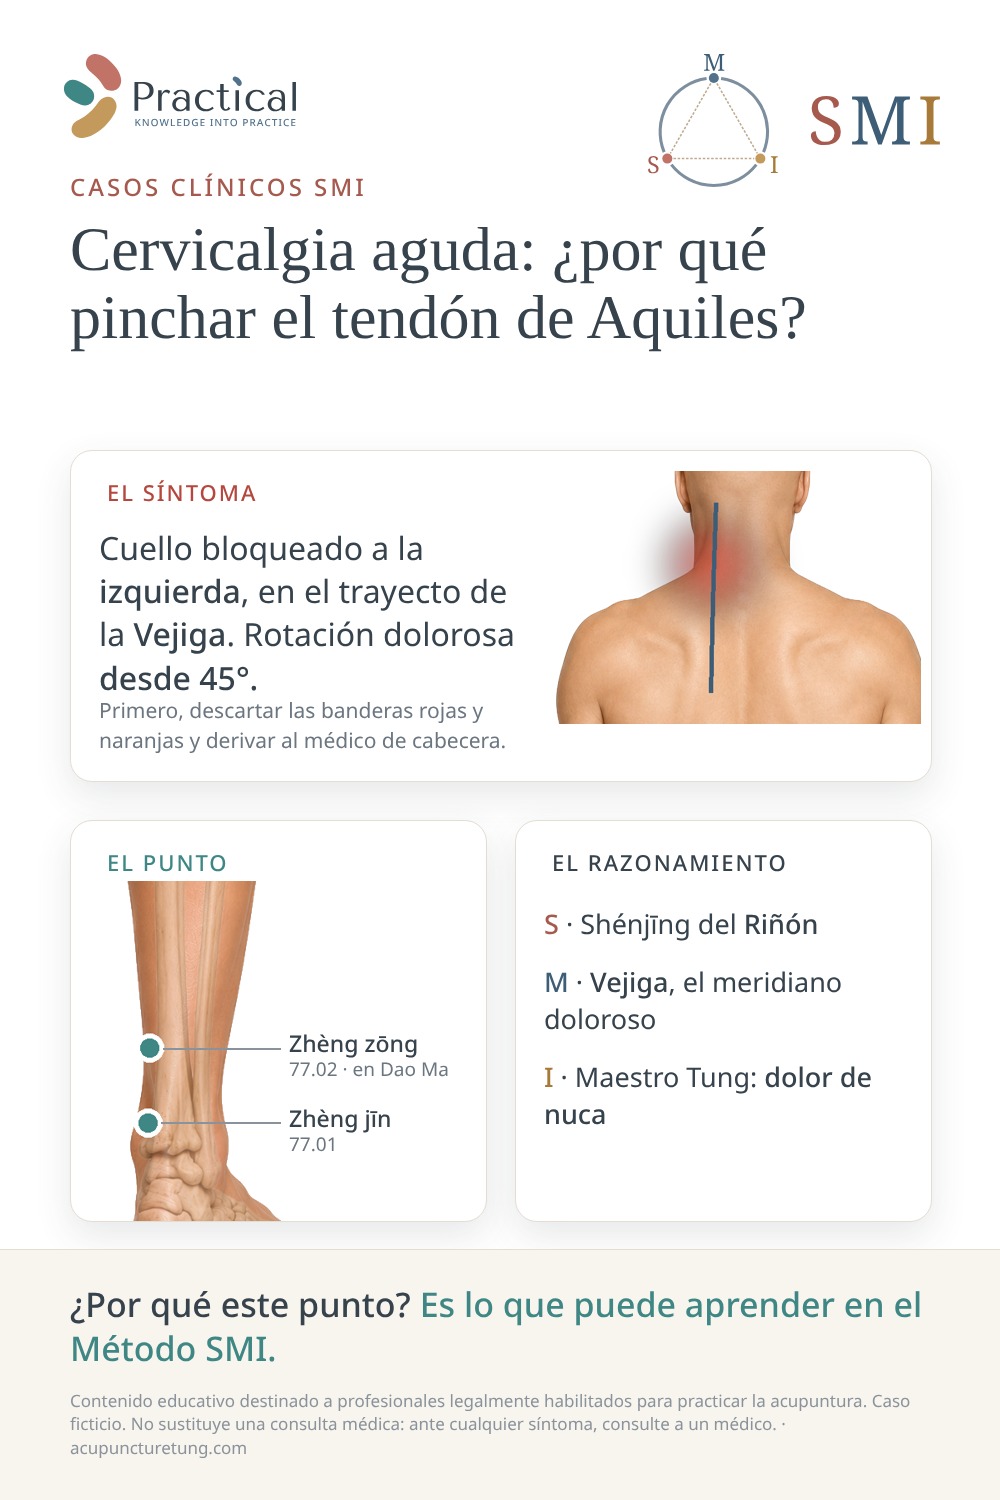 Practical
KNOWLEDGE INTO PRACTICE
M
S
I
SMI
CASOS CLÍNICOS SMI
Cervicalgia aguda: ¿por qué
pinchar el tendón de Aquiles?
EL SÍNTOMA
Cuello bloqueado a la
izquierda, en el trayecto de
la Vejiga. Rotación dolorosa
desde 45°.
Primero, descartar las banderas rojas y
naranjas y derivar al médico de cabecera.
EL PUNTO
Zhèng zōng
77.02 · en Dao Ma
Zhèng jīn
77.01
EL RAZONAMIENTO
S · Shénjīng del Riñón
M · Vejiga, el meridiano
doloroso
I · Maestro Tung: dolor de
nuca
¿Por qué este punto? Es lo que puede aprender en el
Método SMI.
Contenido educativo destinado a profesionales legalmente habilitados para practicar la acupuntura. Caso
ficticio. No sustituye una consulta médica: ante cualquier síntoma, consulte a un médico. ·
acupuncturetung.com